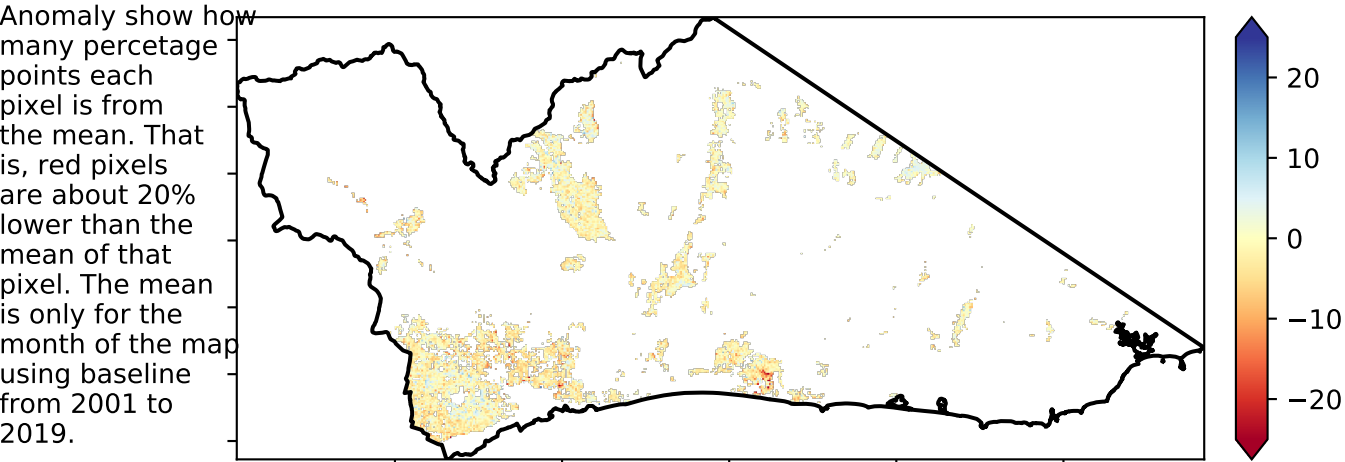 Anomaly show how
many percetage
points each
pixel is from
the mean. That
is, red pixels
are about 20%
lower than the
mean of that
pixel. The mean
is only for the
month of the map
using baseline
from 2001 to
2019.
20
10
0
−10
−20